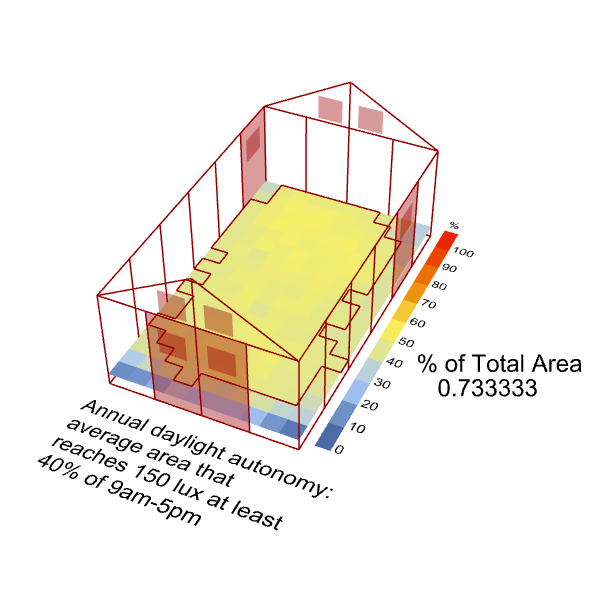 %
100
90
80
70
60
50
40
30
20
10
0
% of Total Area
0.733333
Annual daylight autonomy:
average area that
reaches 150 lux at least
40% of 9am-5pm